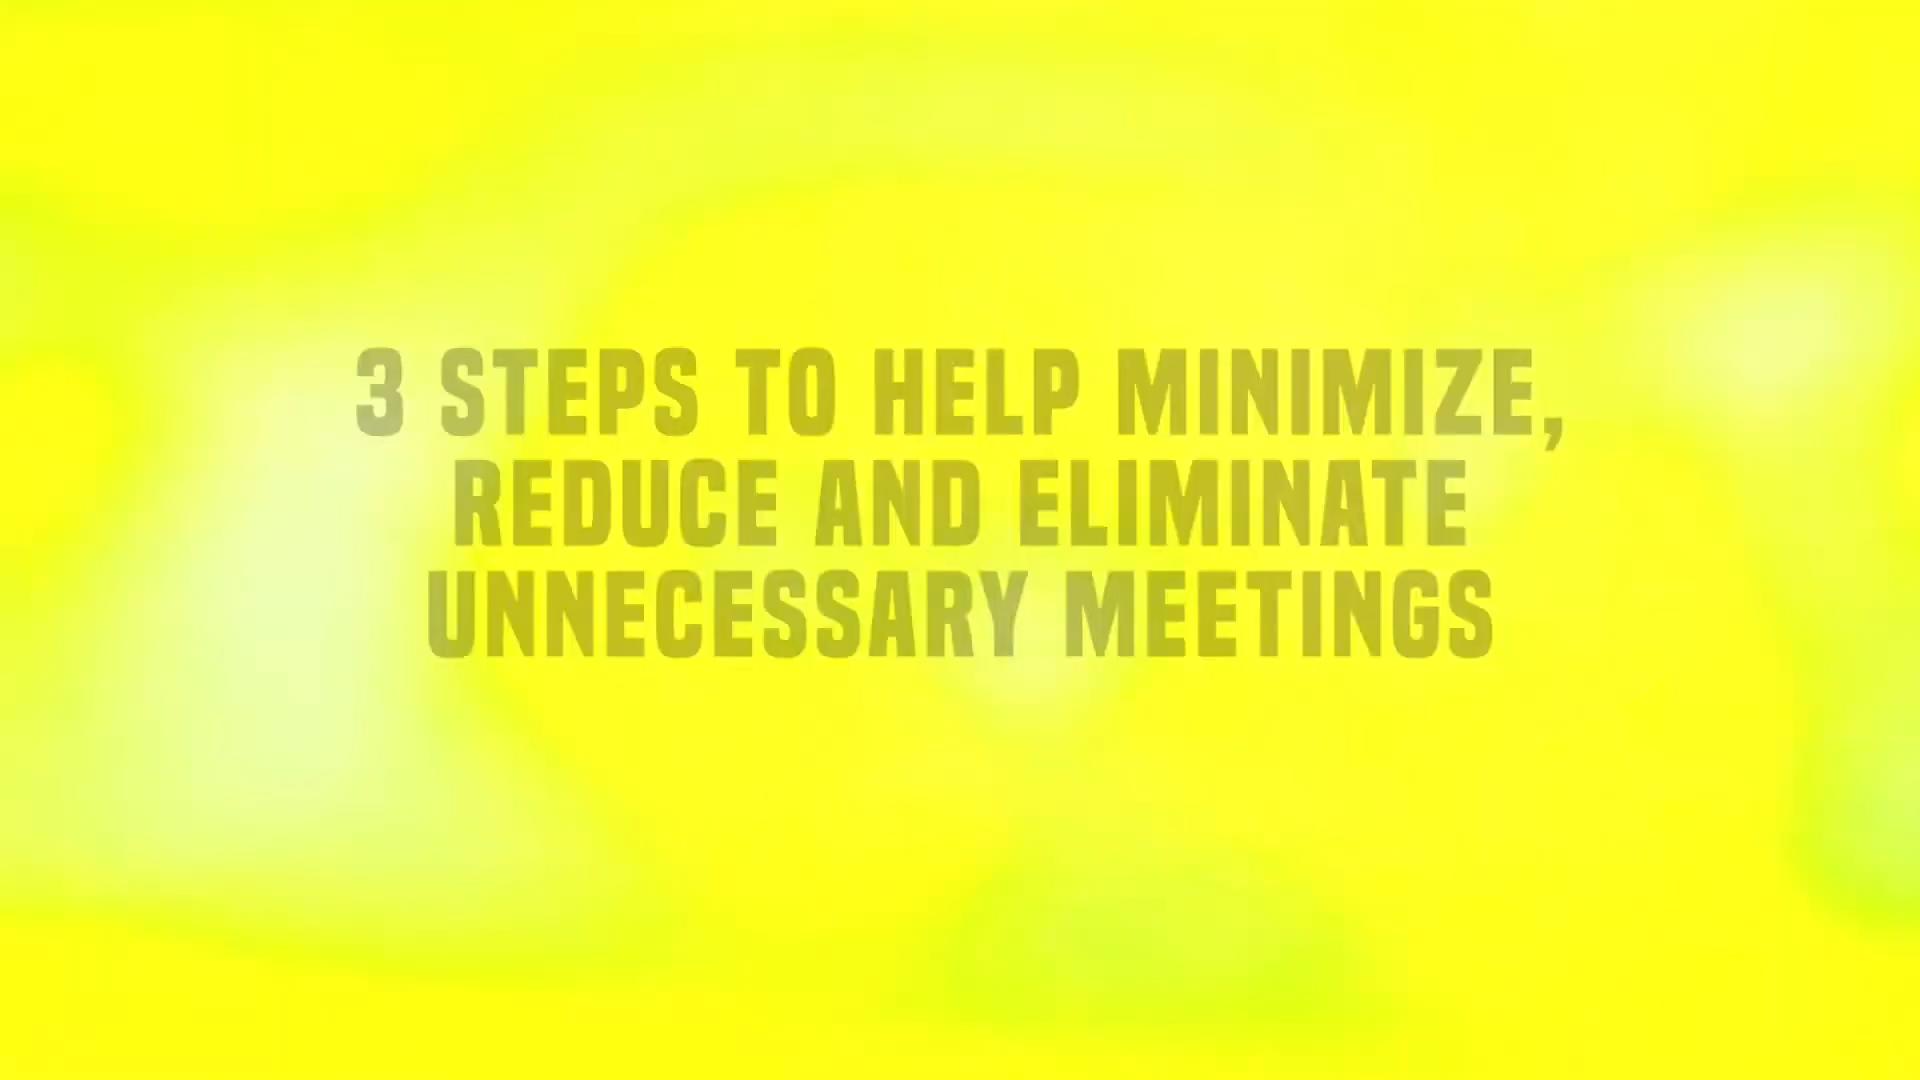 3 STEPS TO HELP MINIMIZE,
REDUCE AND ELIMINATE
UNNECESSARY MEETINGS